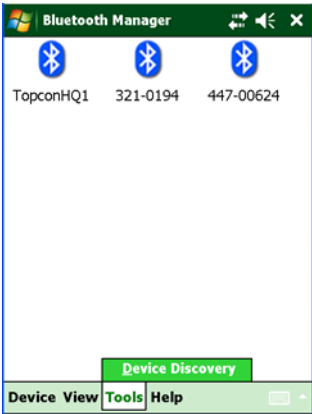 Bluetooth Manager
TopconHQ1 321-0194 447-00624
Device Discovery
Device View Tools Help